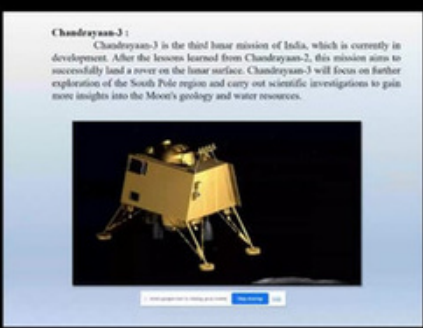 Chandrayaan-3 :
Chandrayaan-3 is the third lunar mission of India, which is currently in
development. After the lessons learned from Chandrayaan-2, this mission aims to
successfully land a rover on the lunar surface. Chandrayaan-3 will focus on further
exploration of the South Pole region and carry out scientific investigations to gain
more insights into the Moon's geology and water resources.
Stop sharing